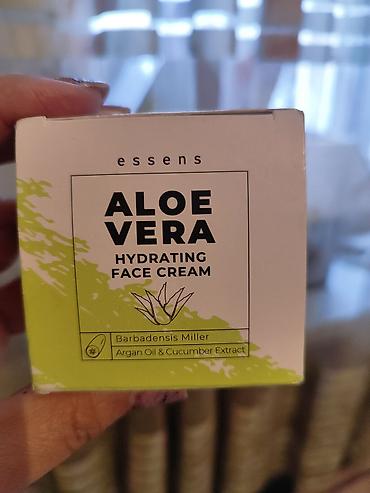 essens
ALOE
VERA
HYDRATING
FACE CREAM
Barbadensis Miller
Argan Oil & Cucumber Extract